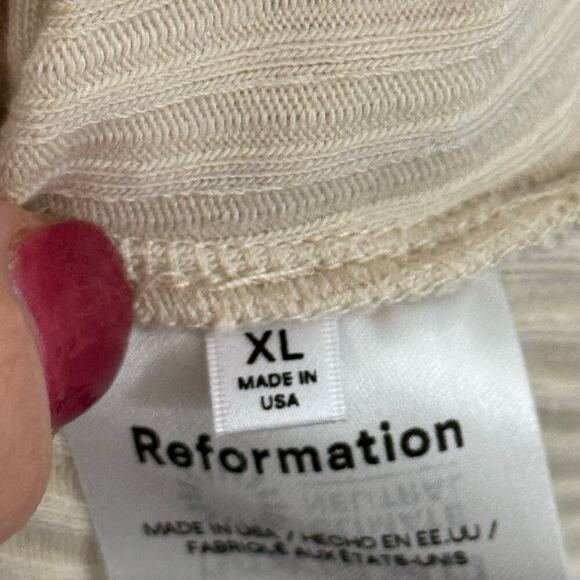 XL
MADE IN
USA
Reformation
MADE IN USA / HECHO EN EE.UU /
FABRIQUÉ AUX ÉTATS-UNIS